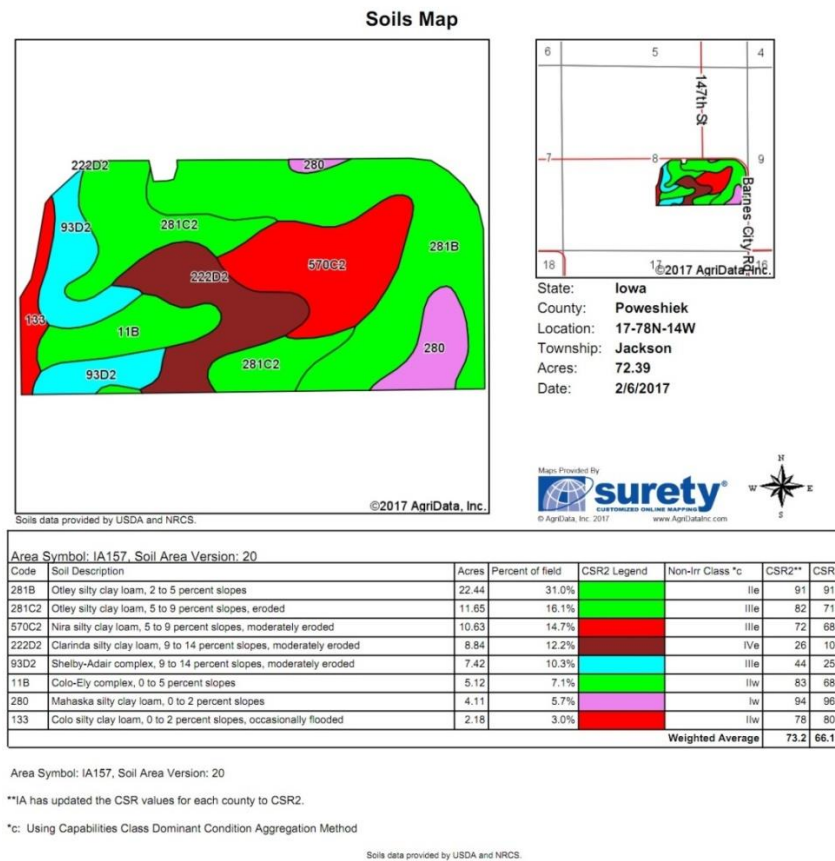 Soils Map
222D2
280
93D2
281C2
281B
222D2
570C2
133
11B
280
281C2
93D2
©2017 AgriData, Inc.
Soils data provided by USDA and NRCS.
6 5 4
147th St
7 8 9
Barnes-City-Rd
18 17 16
©2017 AgriData, Inc.
State: Iowa
County: Poweshiek
Location: 17-78N-14W
Township: Jackson
Acres: 72.39
Date: 2/6/2017
Maps Provided By
surety®
CUSTOMIZED ONLINE MAPPING
© AgriData, Inc. 2017 www.AgriDataInc.com
N
W E
S
Area Symbol: IA157, Soil Area Version: 20
Code Soil Description Acres Percent of field CSR2 Legend Non-Irr Class *c CSR2** CSR
281B Otley silty clay loam, 2 to 5 percent slopes 22.44 31.0% IIe 91 91
281C2 Otley silty clay loam, 5 to 9 percent slopes, eroded 11.65 16.1% IIIe 82 71
570C2 Nira silty clay loam, 5 to 9 percent slopes, moderately eroded 10.63 14.7% IIIe 72 68
222D2 Clarinda silty clay loam, 9 to 14 percent slopes, moderately eroded 8.84 12.2% IVe 26 10
93D2 Shelby-Adair complex, 9 to 14 percent slopes, moderately eroded 7.42 10.3% IIIe 44 25
11B Colo-Ely complex, 0 to 5 percent slopes 5.12 7.1% IIw 83 68
280 Mahaska silty clay loam, 0 to 2 percent slopes 4.11 5.7% Iw 94 96
133 Colo silty clay loam, 0 to 2 percent slopes, occasionally flooded 2.18 3.0% IIw 78 80
Weighted Average 73.2 66.1
Area Symbol: IA157, Soil Area Version: 20
**IA has updated the CSR values for each county to CSR2.
*c: Using Capabilities Class Dominant Condition Aggregation Method
Soils data provided by USDA and NRCS.